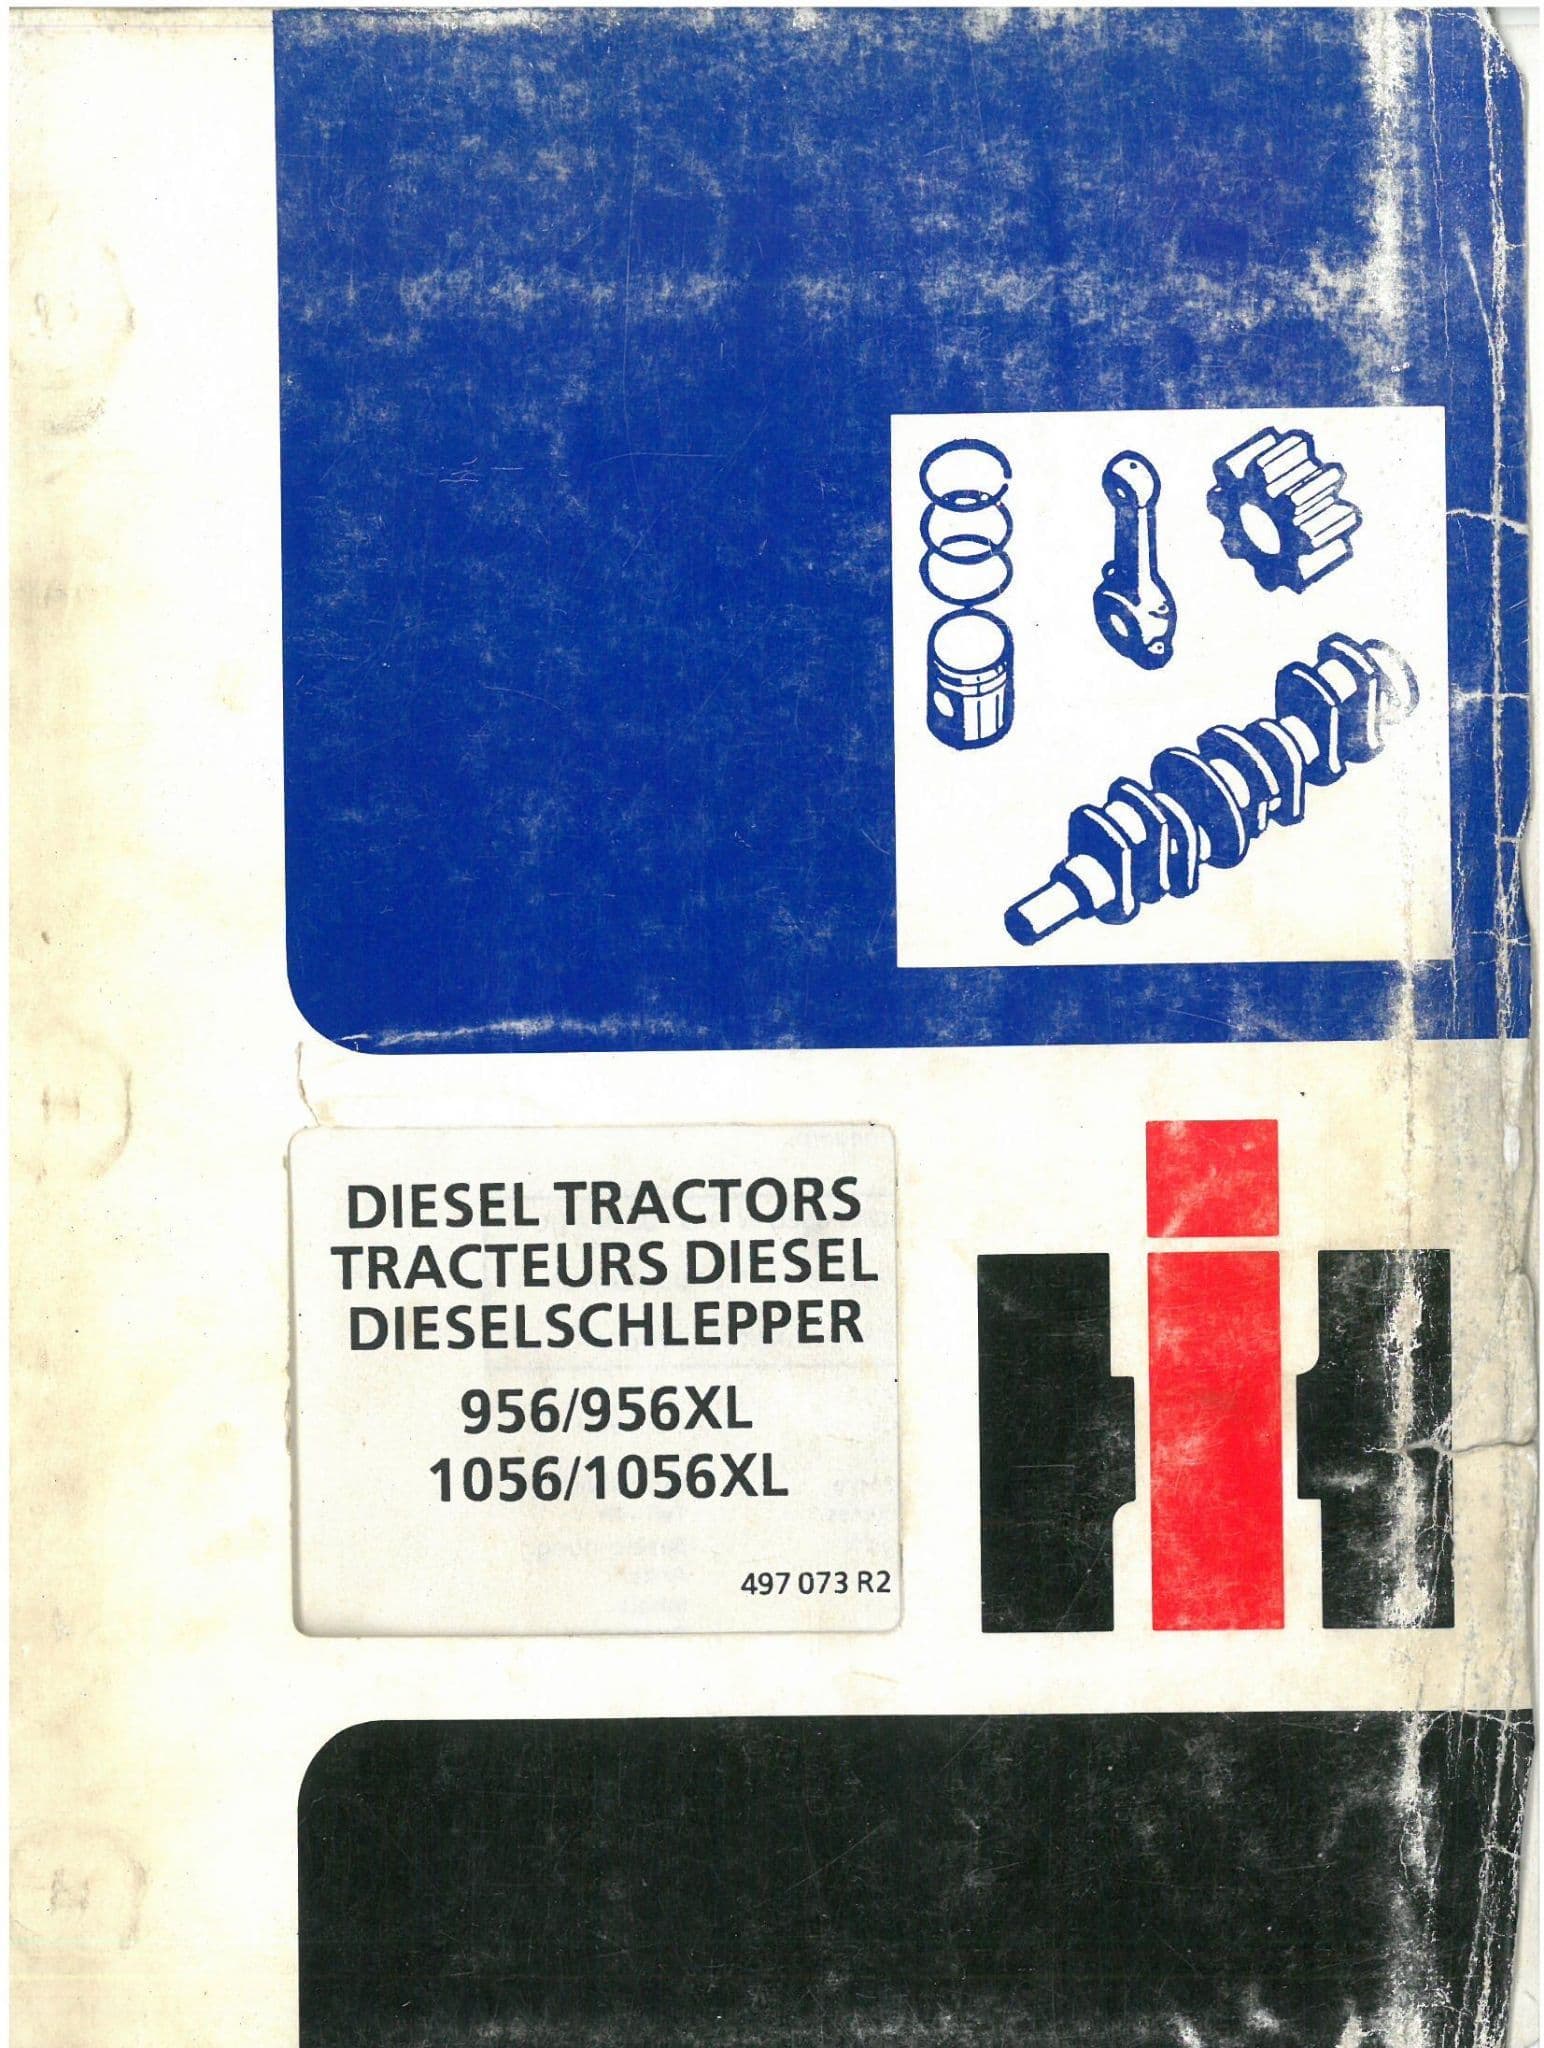 DIESEL TRACTORS
TRACTEURS DIESEL
DIESELSCHLEPPER
956/956XL
1056/1056XL
497 073 R2